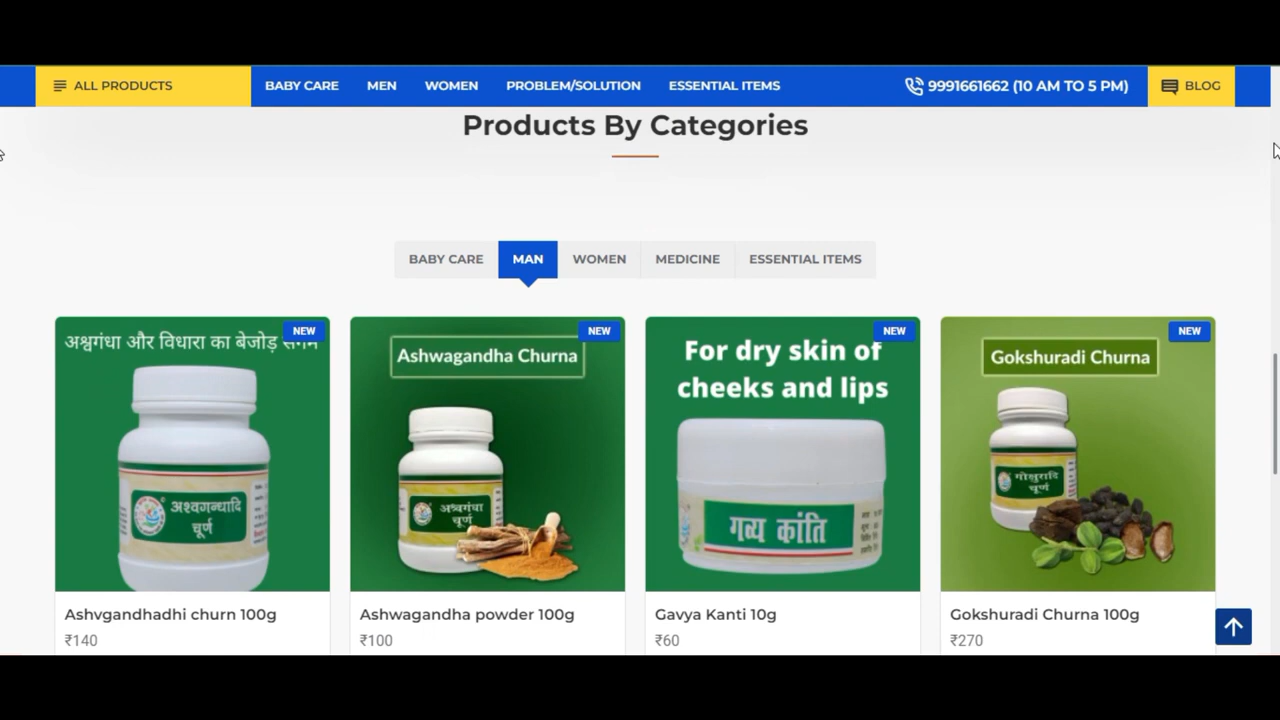 ALL PRODUCTS
BABY CARE
MEN
WOMEN
PROBLEM/SOLUTION
ESSENTIAL ITEMS
9991661662 (10 AM TO 5 PM)
BLOG
Products By Categories
BABY CARE
MAN
WOMEN
MEDICINE
ESSENTIAL ITEMS
अश्वगंधा और विधारा का बेजोड़
NEW
अश्वगन्धादि
चूर्ण
Ashvgandhadhi churn 100g
₹140
NEW
Ashwagandha Churna
अश्वगंधा
चूर्ण
Ashwagandha powder 100g
₹100
NEW
For dry skin of
cheeks and lips
गव्य कांति
Gavya Kanti 10g
₹60
NEW
Gokshuradi Churna
गोक्षुरादि
चूर्ण
Gokshuradi Churna 100g
₹270